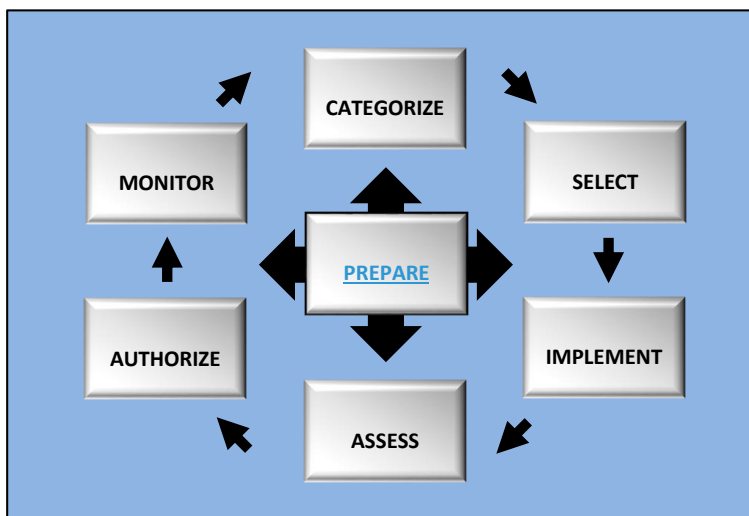 CATEGORIZE
SELECT
IMPLEMENT
ASSESS
AUTHORIZE
MONITOR
PREPARE